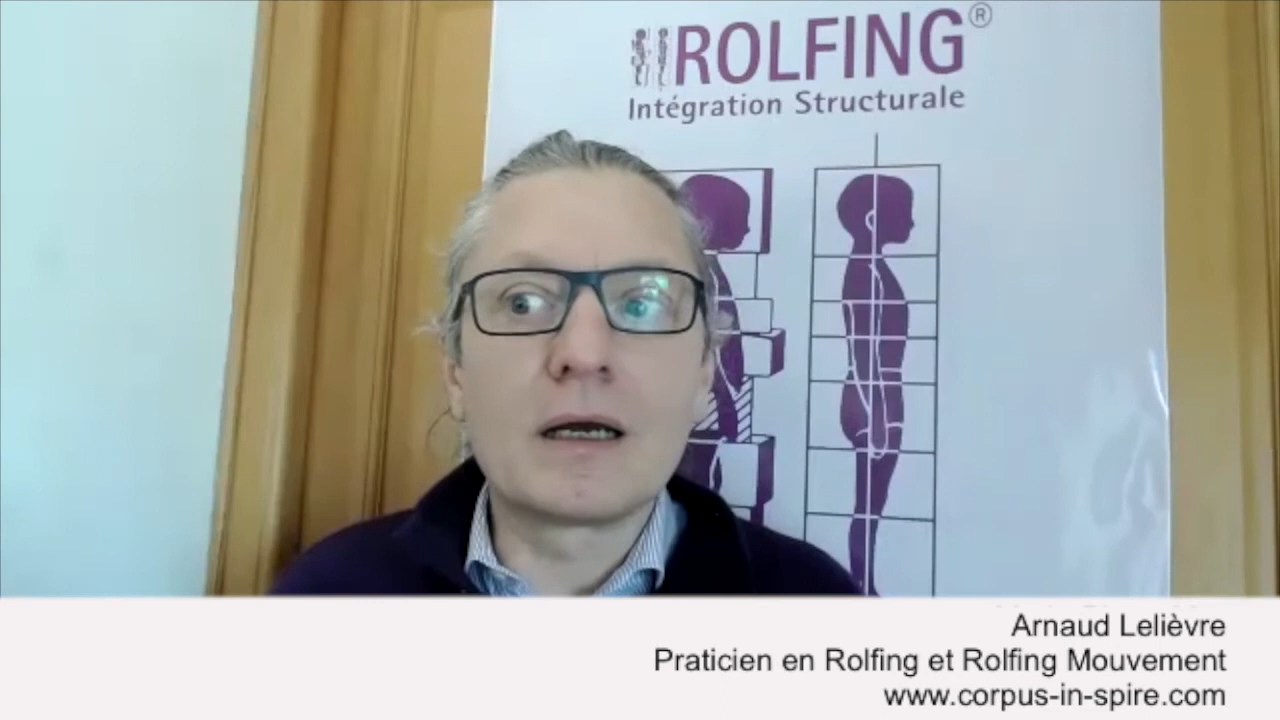 ROLFING®
Intégration Structurale
Arnaud Lelièvre
Praticien en Rolfing et Rolfing Mouvement
www.corpus-in-spire.com